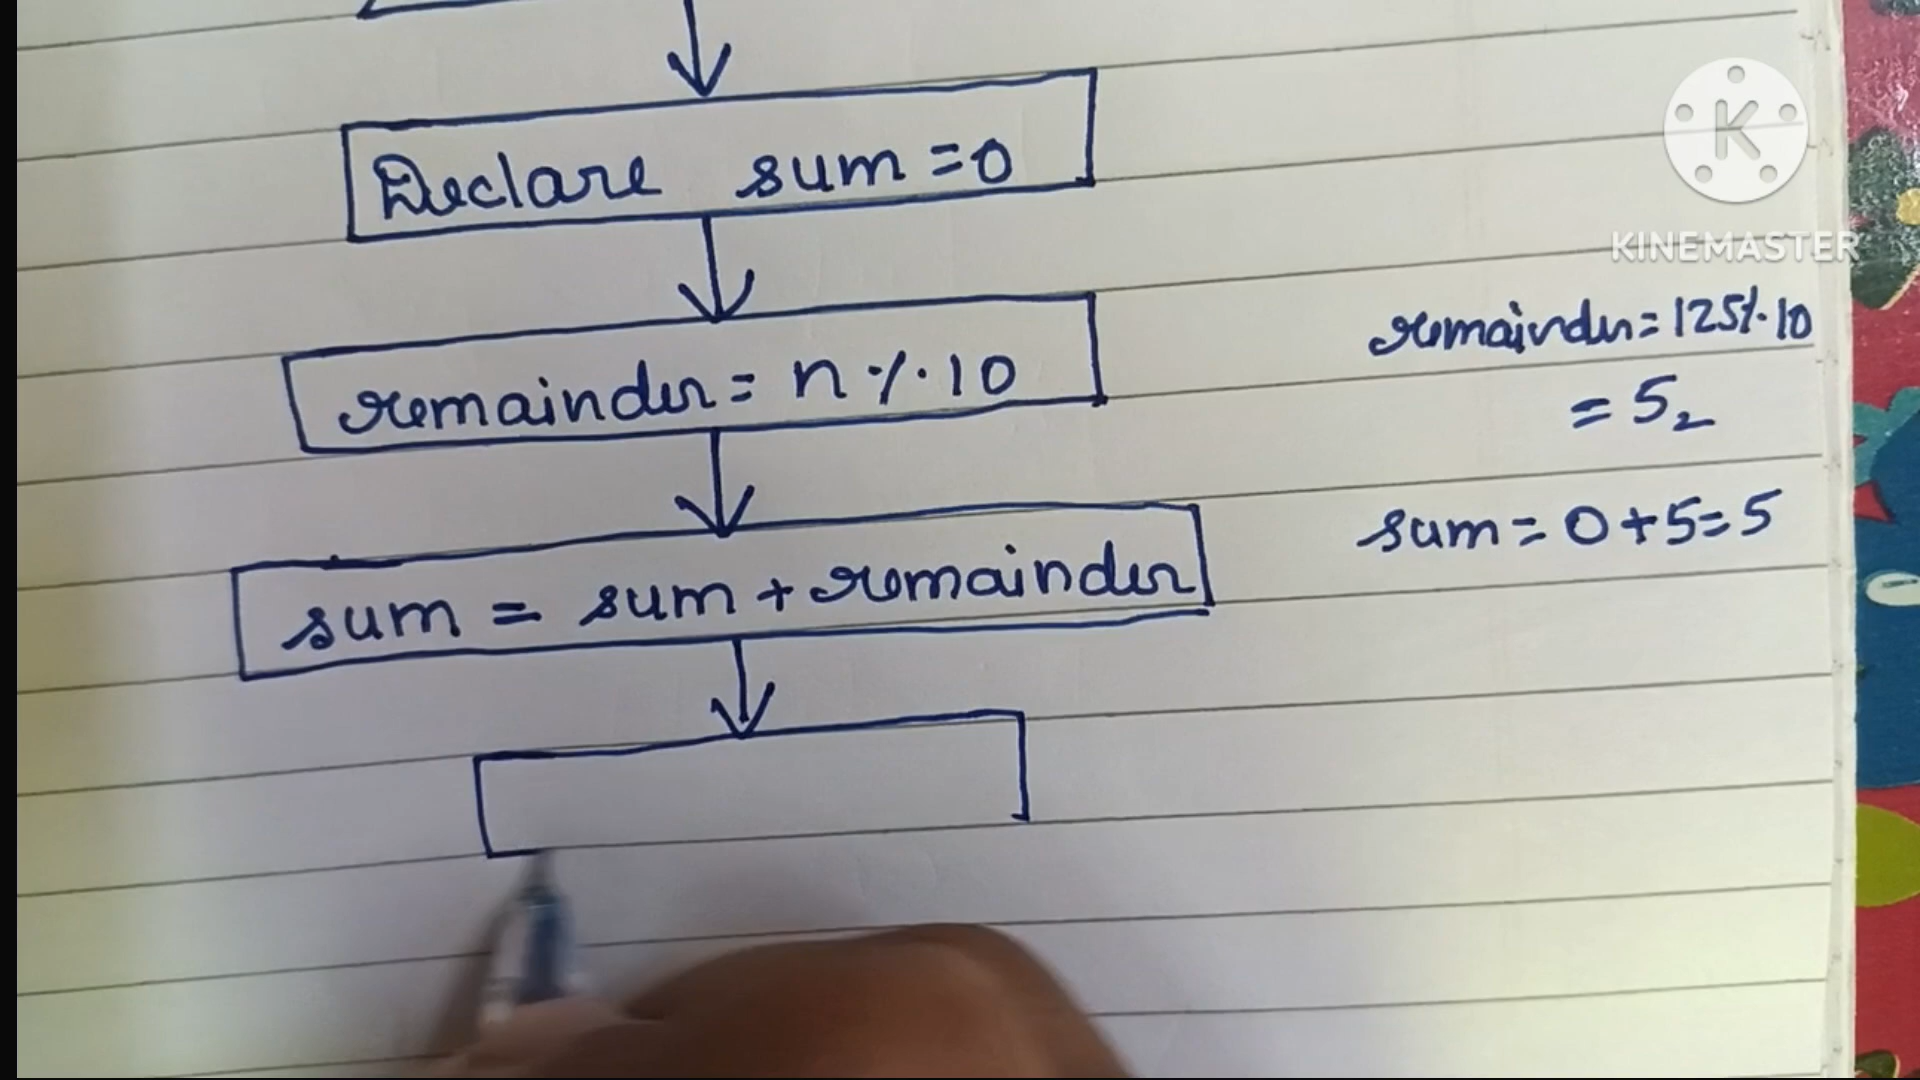 Declare sum=0
K
KINEMASTER
remainder = n % 10
remainder = 125 % 10
= 5
sum = sum + remainder
sum = 0+5=5